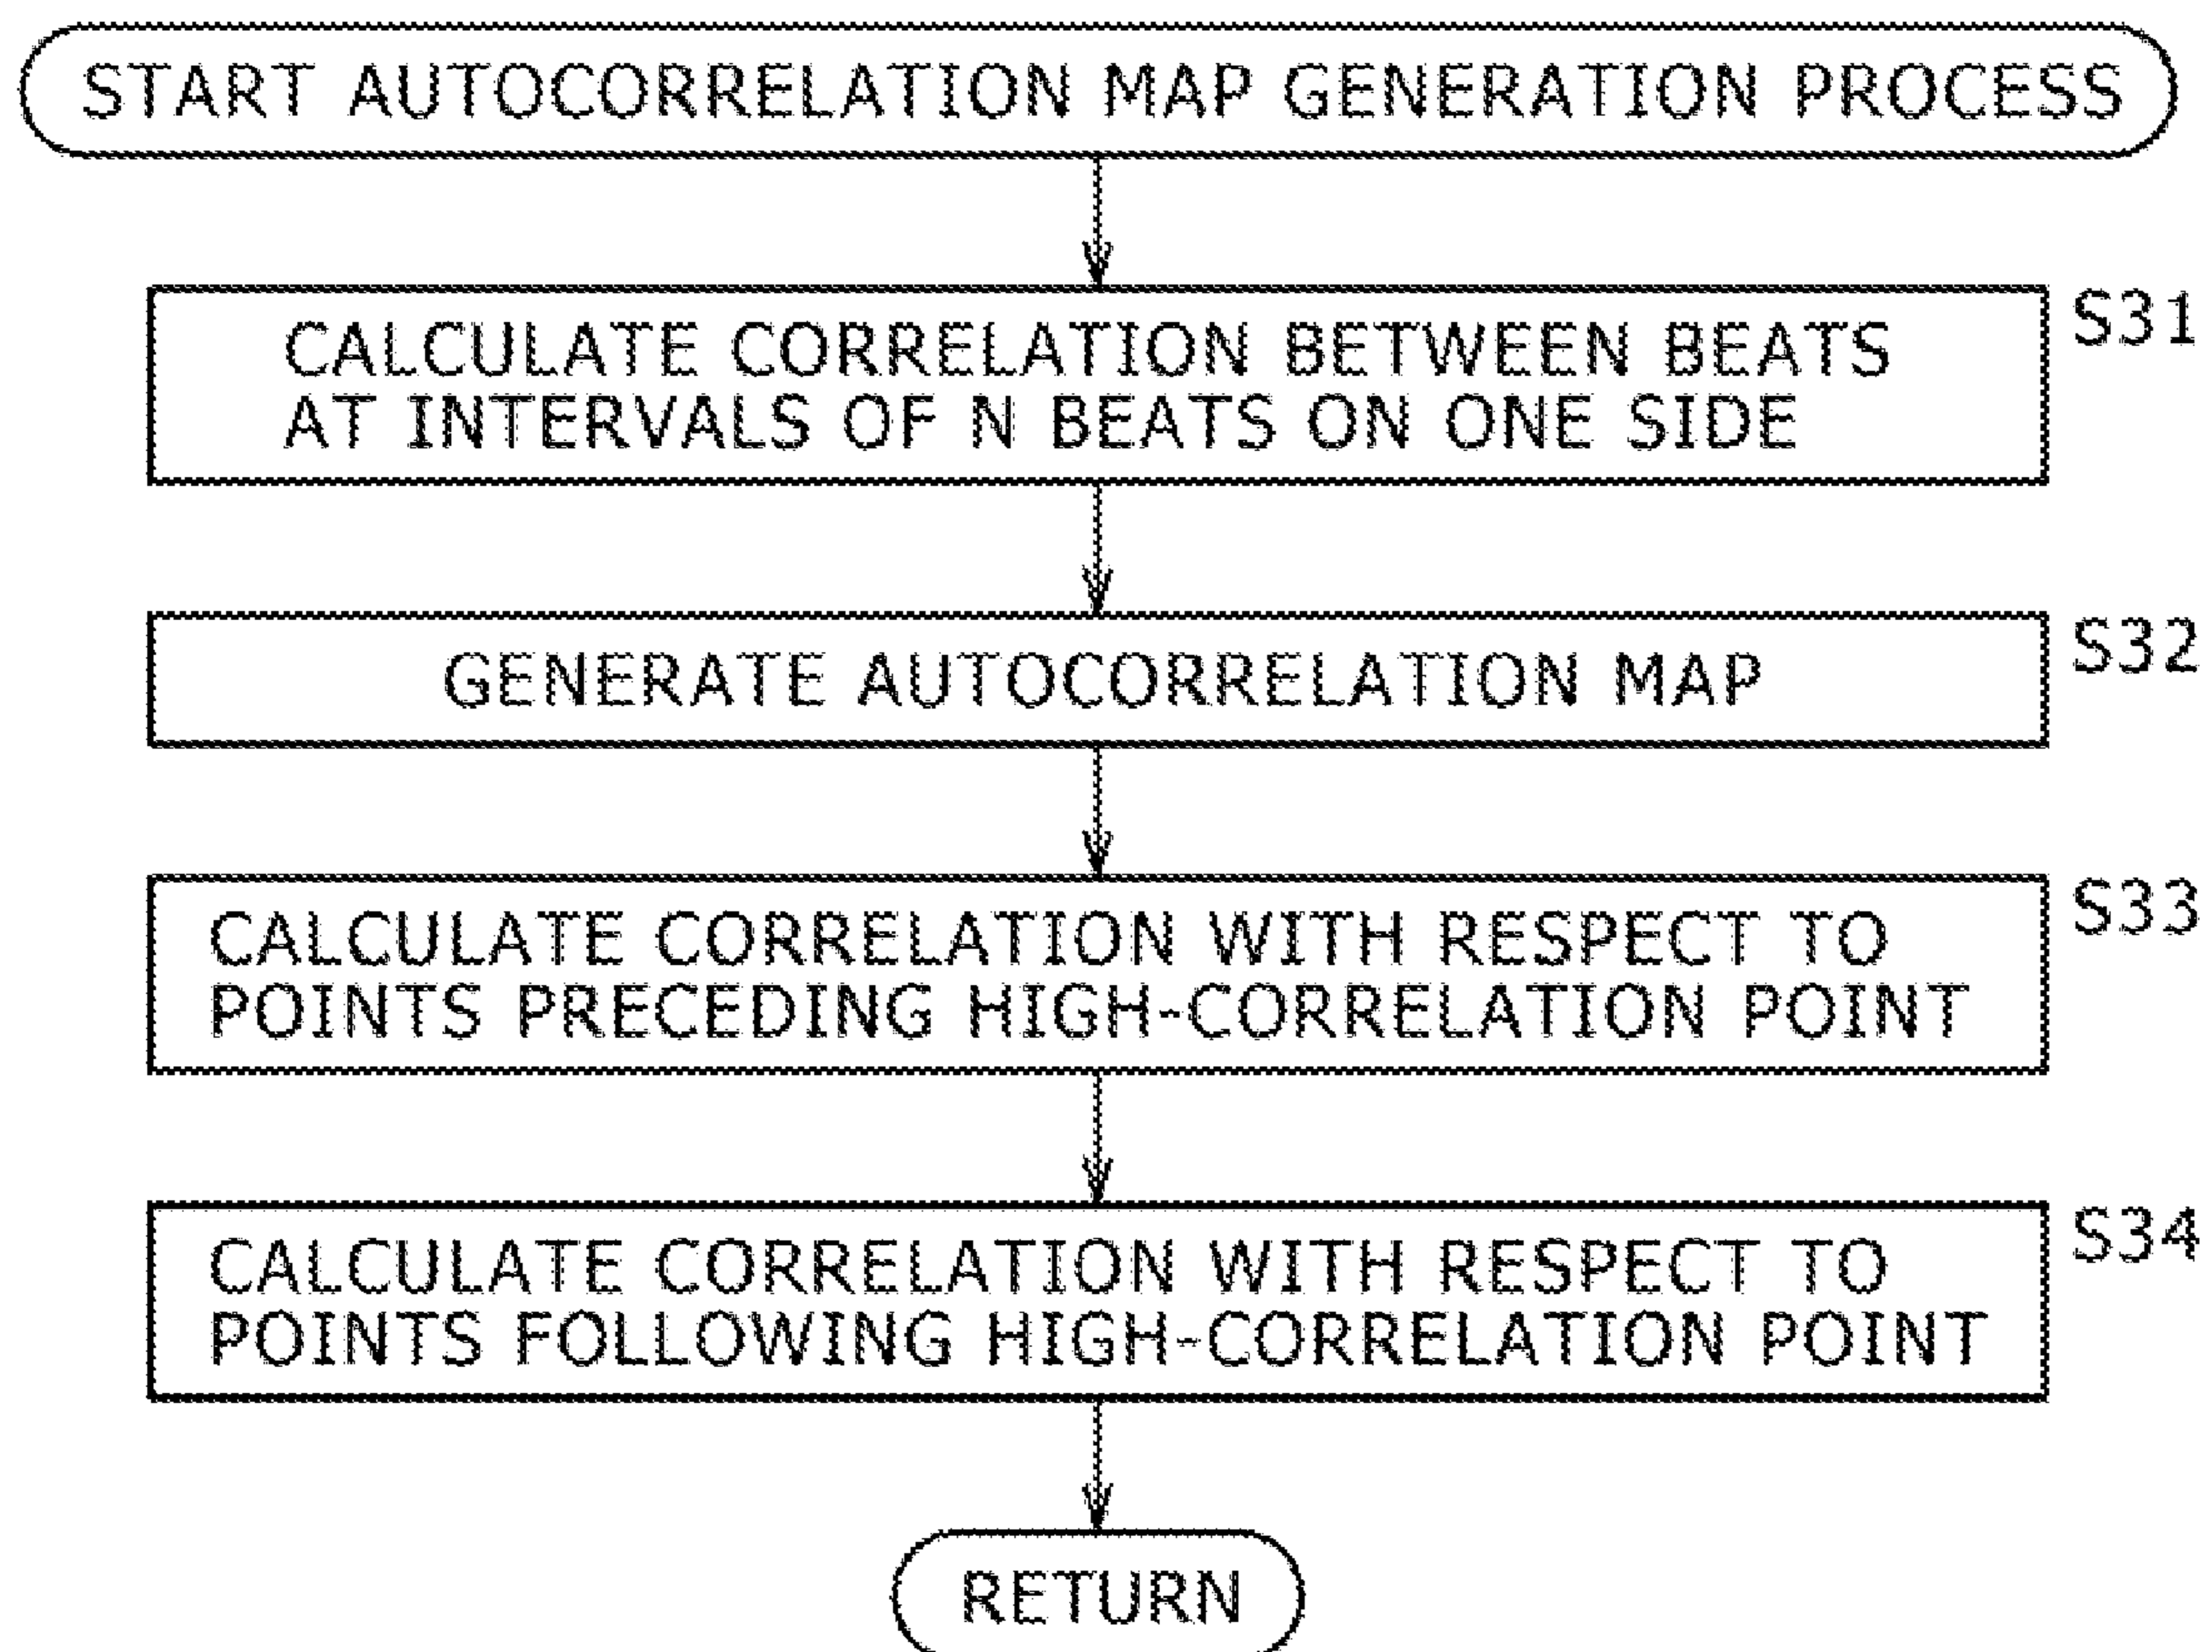 START AUTOCORRELATION MAP GENERATION PROCESS
S31
CALCULATE CORRELATION BETWEEN BEATS
AT INTERVALS OF N BEATS ON ONE SIDE
S32
GENERATE AUTOCORRELATION MAP
S33
CALCULATE CORRELATION WITH RESPECT TO
POINTS PRECEDING HIGH-CORRELATION POINT
S34
CALCULATE CORRELATION WITH RESPECT TO
POINTS FOLLOWING HIGH-CORRELATION POINT
RETURN